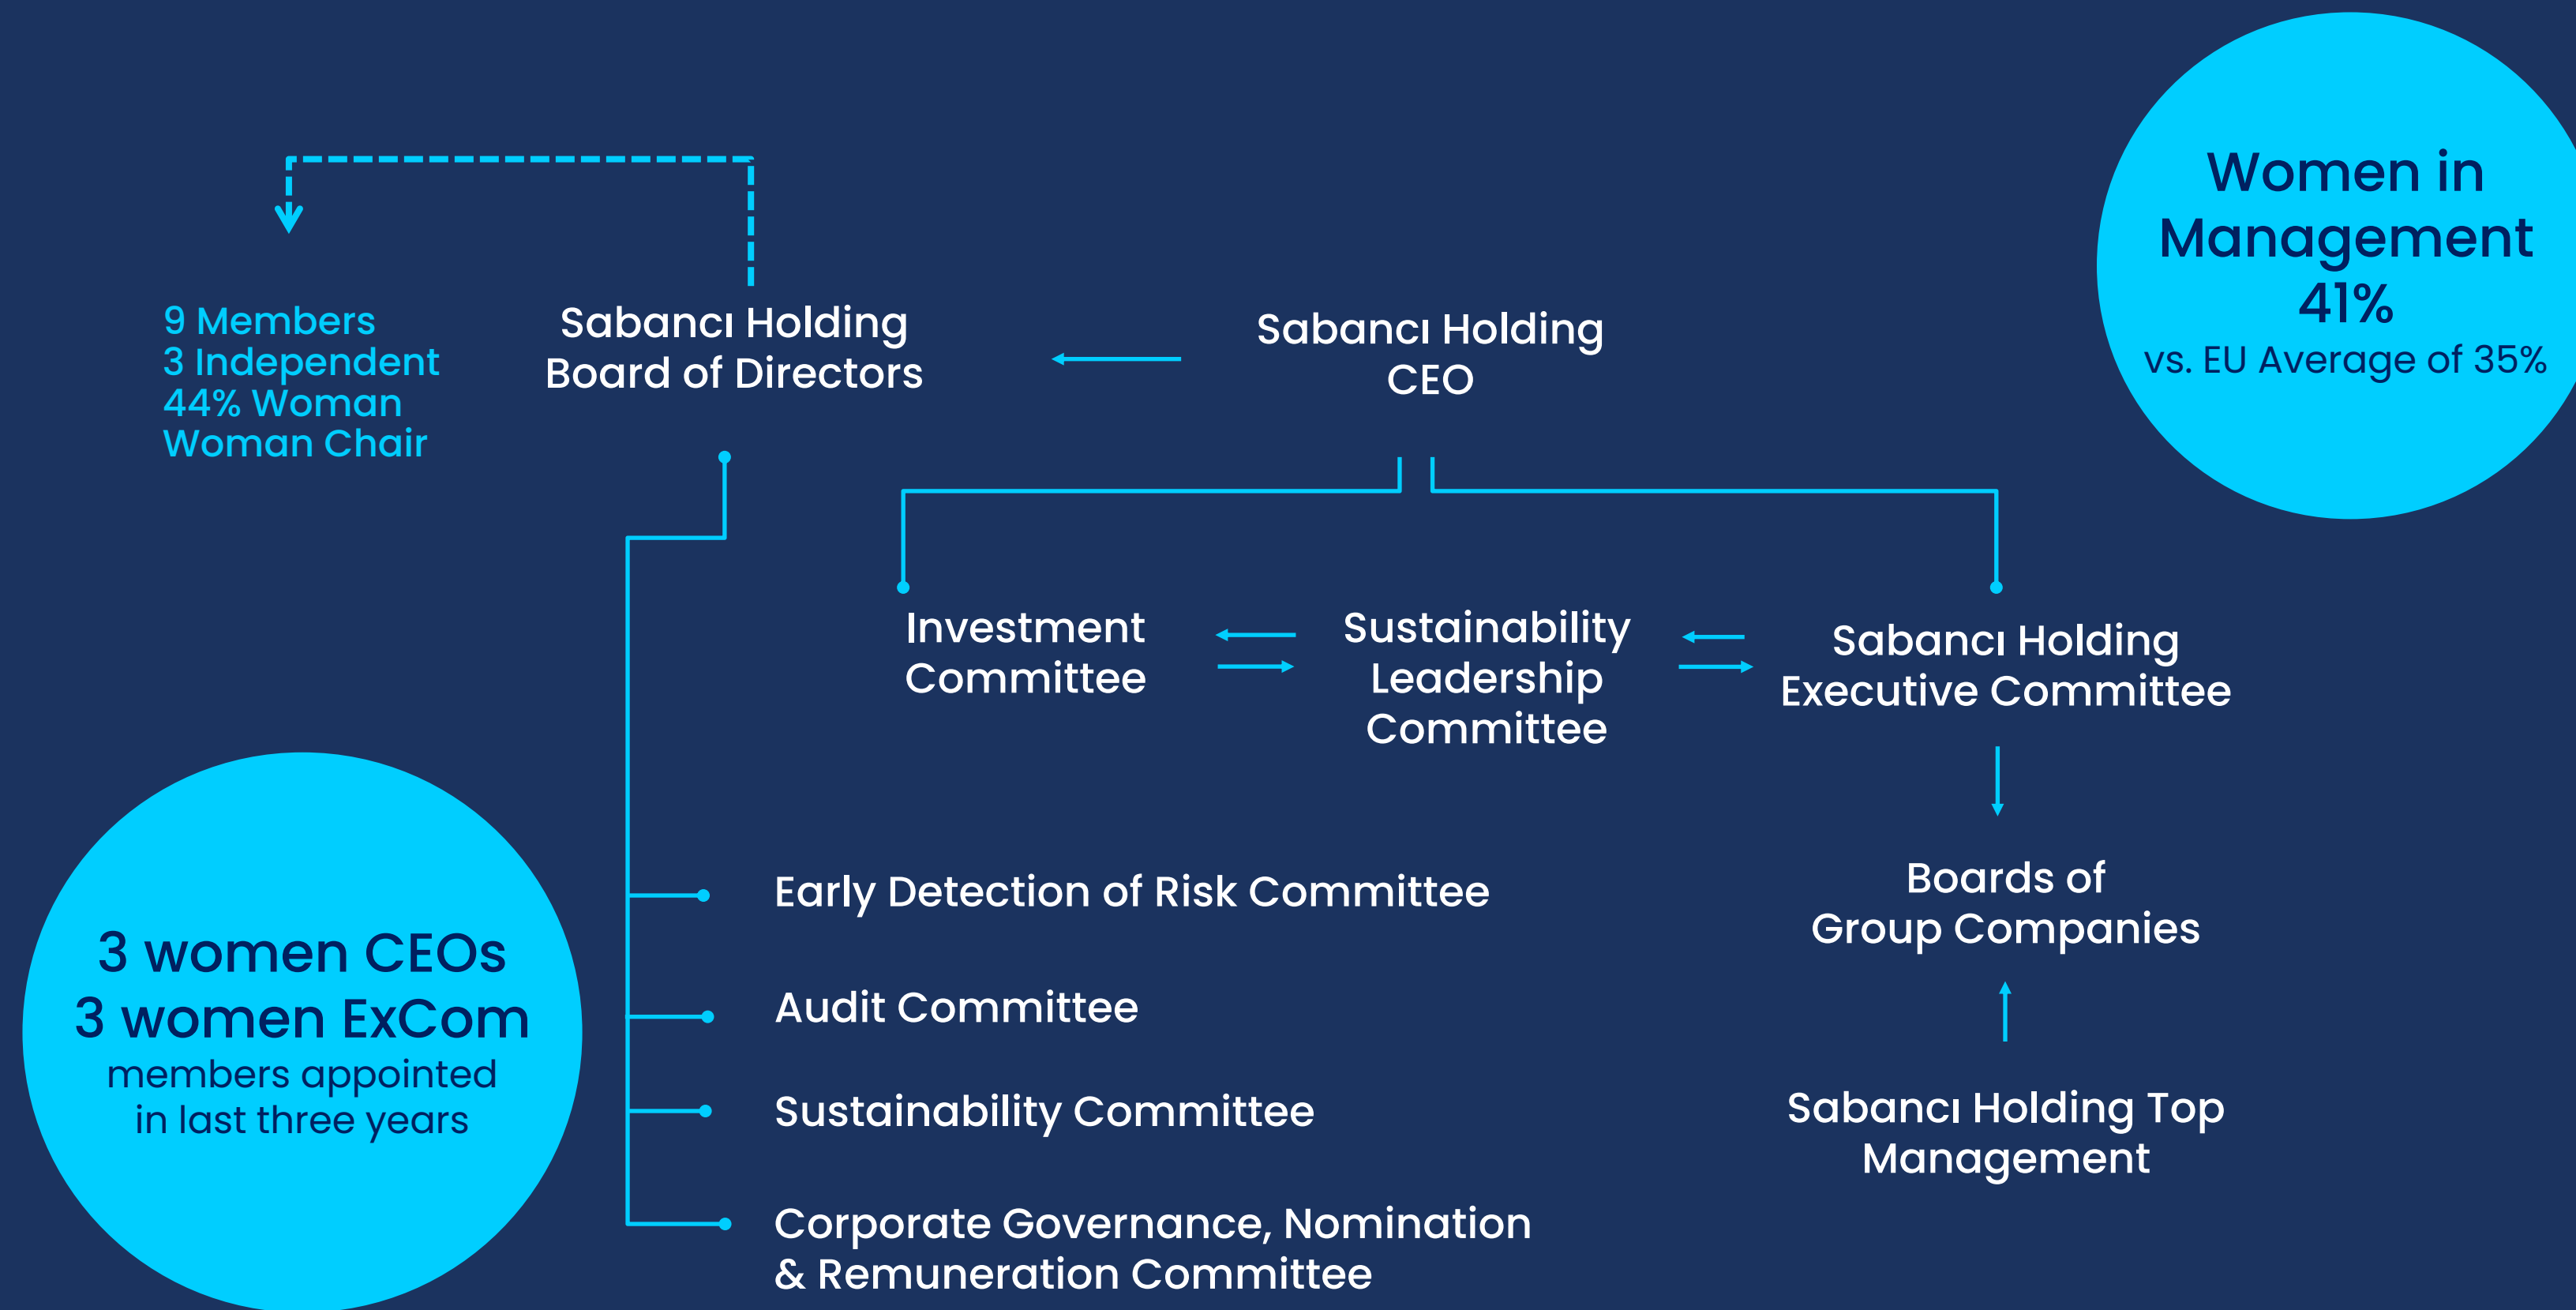 Women in
Management
41%
vs. EU Average of 35%
9 Members
3 Independent
44% Woman
Woman Chair
Sabancı Holding
Board of Directors
Sabancı Holding
CEO
Investment
Committee
Sustainability
Leadership
Committee
Sabancı Holding
Executive Committee
Early Detection of Risk Committee
Audit Committee
Sustainability Committee
Corporate Governance, Nomination
& Remuneration Committee
Boards of
Group Companies
Sabancı Holding Top
Management
3 women CEOs
3 women ExCom
members appointed
in last three years